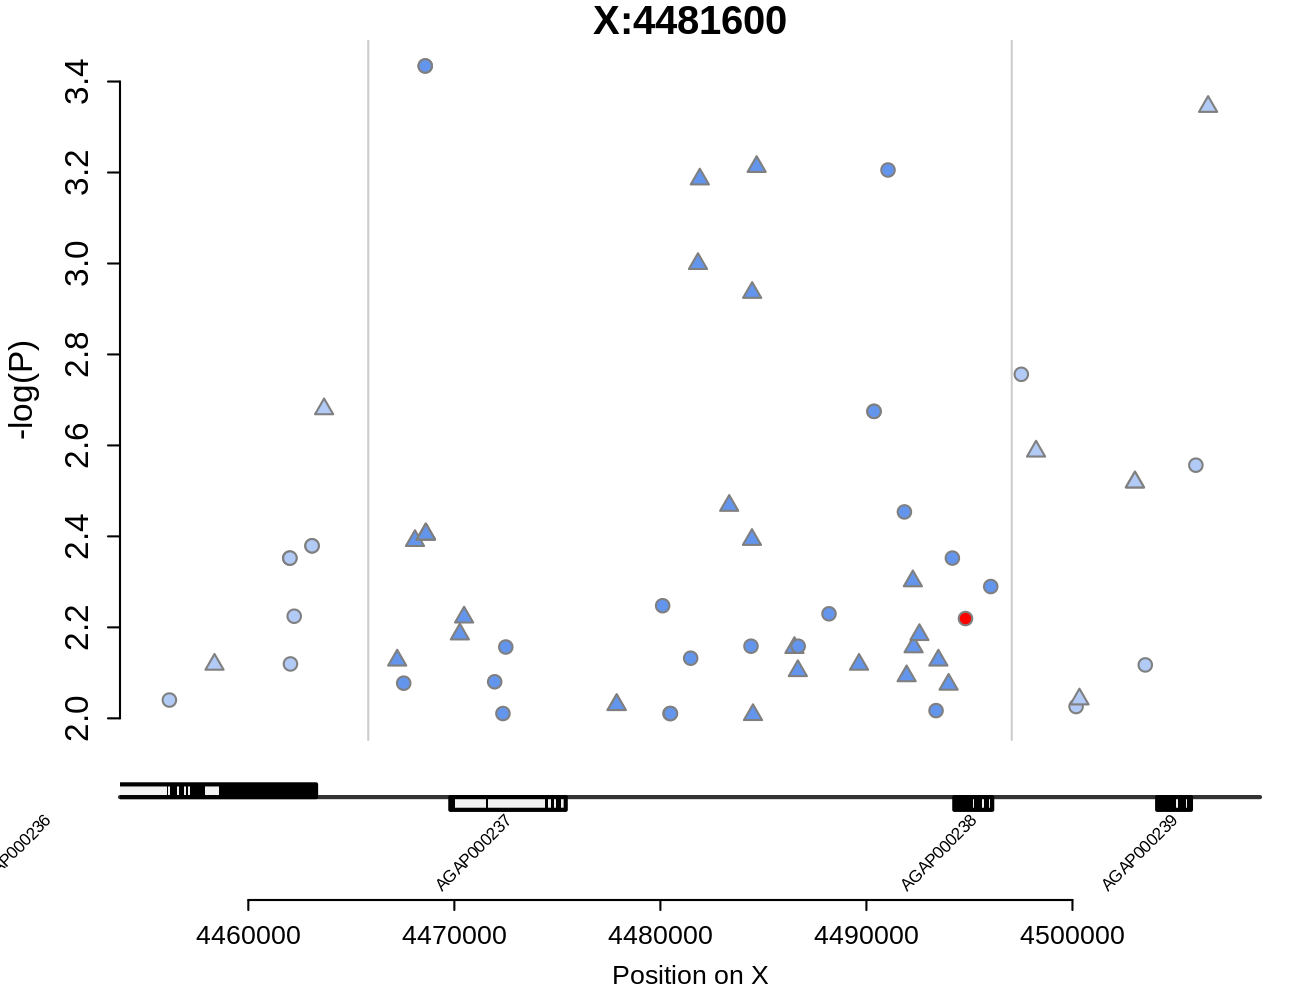 X:4481600
-log(P)
3.4
3.2
3.0
2.8
2.6
2.4
2.2
2.0
AP000236
AGAP000237
AGAP000238
AGAP000239
4460000 4470000 4480000 4490000 4500000
Position on X